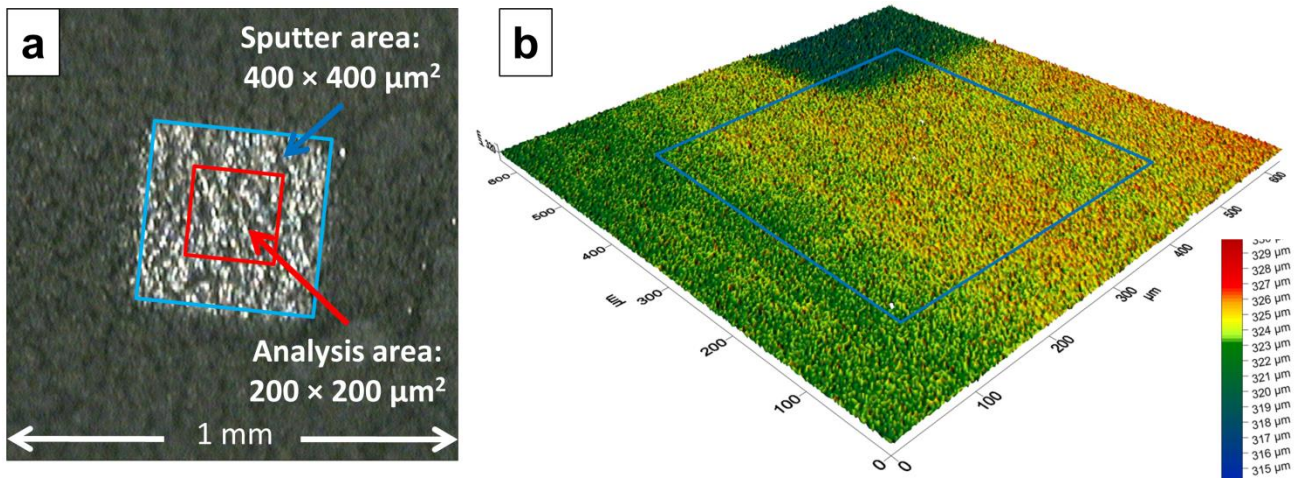 a
Sputter area:
400 × 400 µm²
Analysis area:
200 × 200 µm²
1 mm
b
600
500
400
300
200
100
0
µm
0
100
200
300
400
500
600
µm
329 µm
328 µm
327 µm
326 µm
325 µm
324 µm
323 µm
322 µm
321 µm
320 µm
319 µm
318 µm
317 µm
316 µm
315 µm